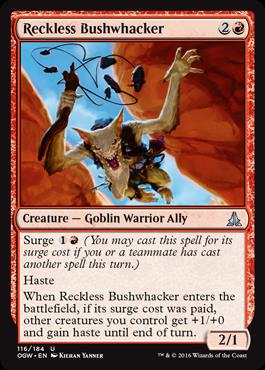 Reckless Bushwhacker 2
Creature — Goblin Warrior Ally
Surge 1 (You may cast this spell for its
surge cost if you or a teammate has cast
another spell this turn.)
Haste
When Reckless Bushwhacker enters the
battlefield, if its surge cost was paid,
other creatures you control get +1/+0
and gain haste until end of turn.
2/1
116/184 U
OGW • EN KIERAN YANNER
™ & © 2016 Wizards of the Coast